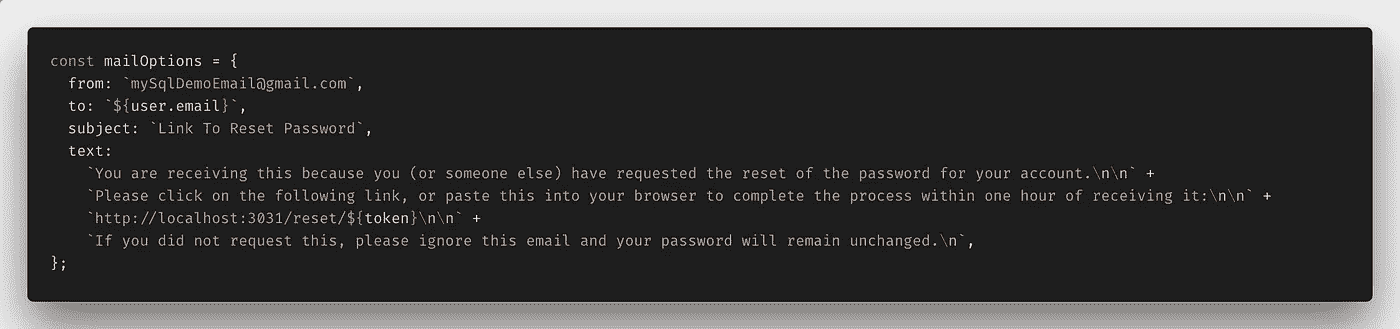 const mailOptions = {
  from: `mySqlDemoEmail@gmail.com`,
  to: `${user.email}`,
  subject: `Link To Reset Password`,
  text:
    `You are receiving this because you (or someone else) have requested the reset of the password for your account.\n\n` +
    `Please click on the following link, or paste this into your browser to complete the process within one hour of receiving it:\n\n` +
    `http://localhost:3031/reset/${token}\n\n` +
    `If you did not request this, please ignore this email and your password will remain unchanged.\n`,
};